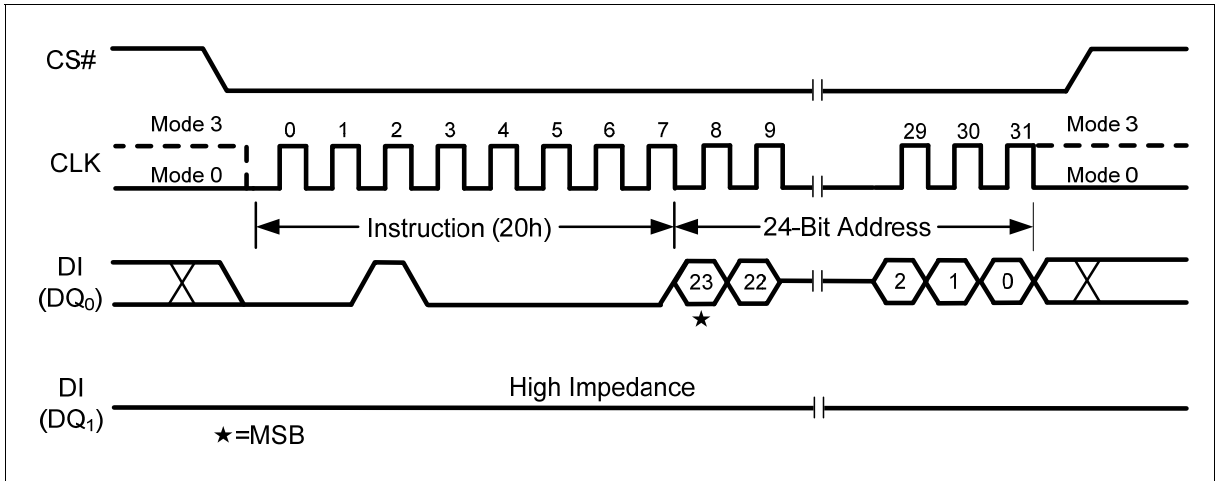 CS#
Mode 3 0 1 2 3 4 5 6 7 8 9 29 30 31 Mode 3
CLK
Mode 0 Mode 0
Instruction (20h) 24-Bit Address
DI
(DQ0) 23 22 2 1 0
★
High Impedance
DI
(DQ1)
★=MSB